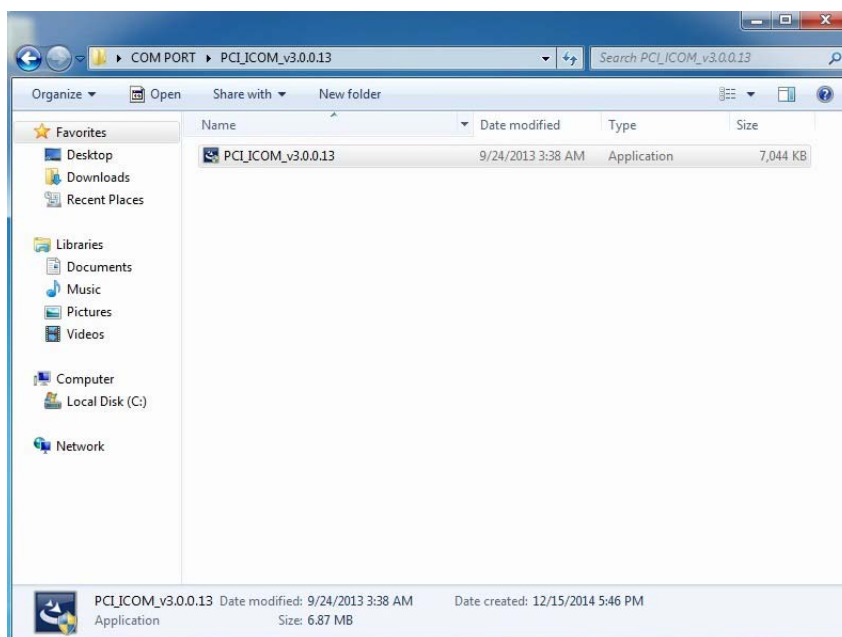 COM PORT PCI_ICOM_v3.0.0.13 Search PCI_ICOM_v3.0.0.13
Organize Open Share with New folder
Name Date modified Type Size
Favorites
PCI_ICOM_v3.0.0.13 9/24/2013 3:38 AM Application 7,044 KB
Desktop
Downloads
Recent Places
Libraries
Documents
Music
Pictures
Videos
Computer
Local Disk (C:)
Network
PCI_ICOM_v3.0.0.13 Date modified: 9/24/2013 3:38 AM Date created: 12/15/2014 5:46 PM
Application Size: 6.87 MB